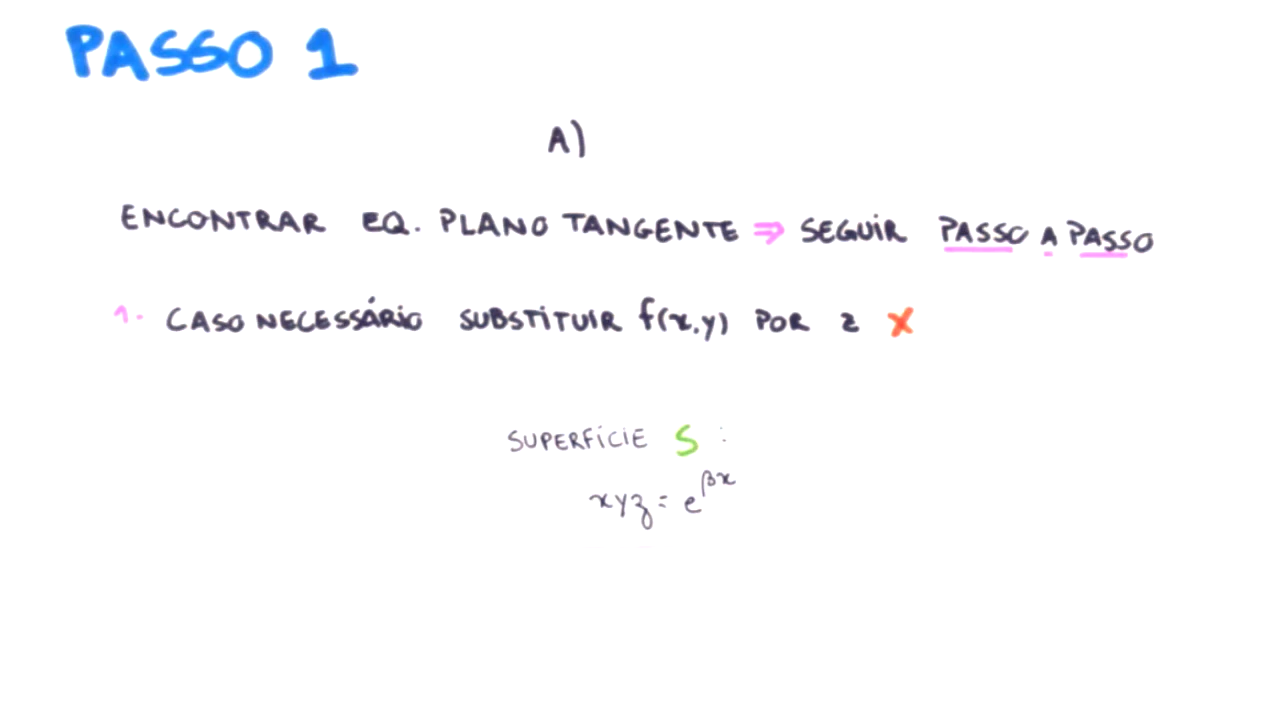 PASSO 1
A)
ENCONTRAR EQ. PLANO TANGENTE ⇒ SEGUIR PASSO A PASSO
1. CASO NECESSÁRIO SUBSTITUIR f(x,y) POR z X
SUPERFÍCIE S :
xyz = e^{βx}